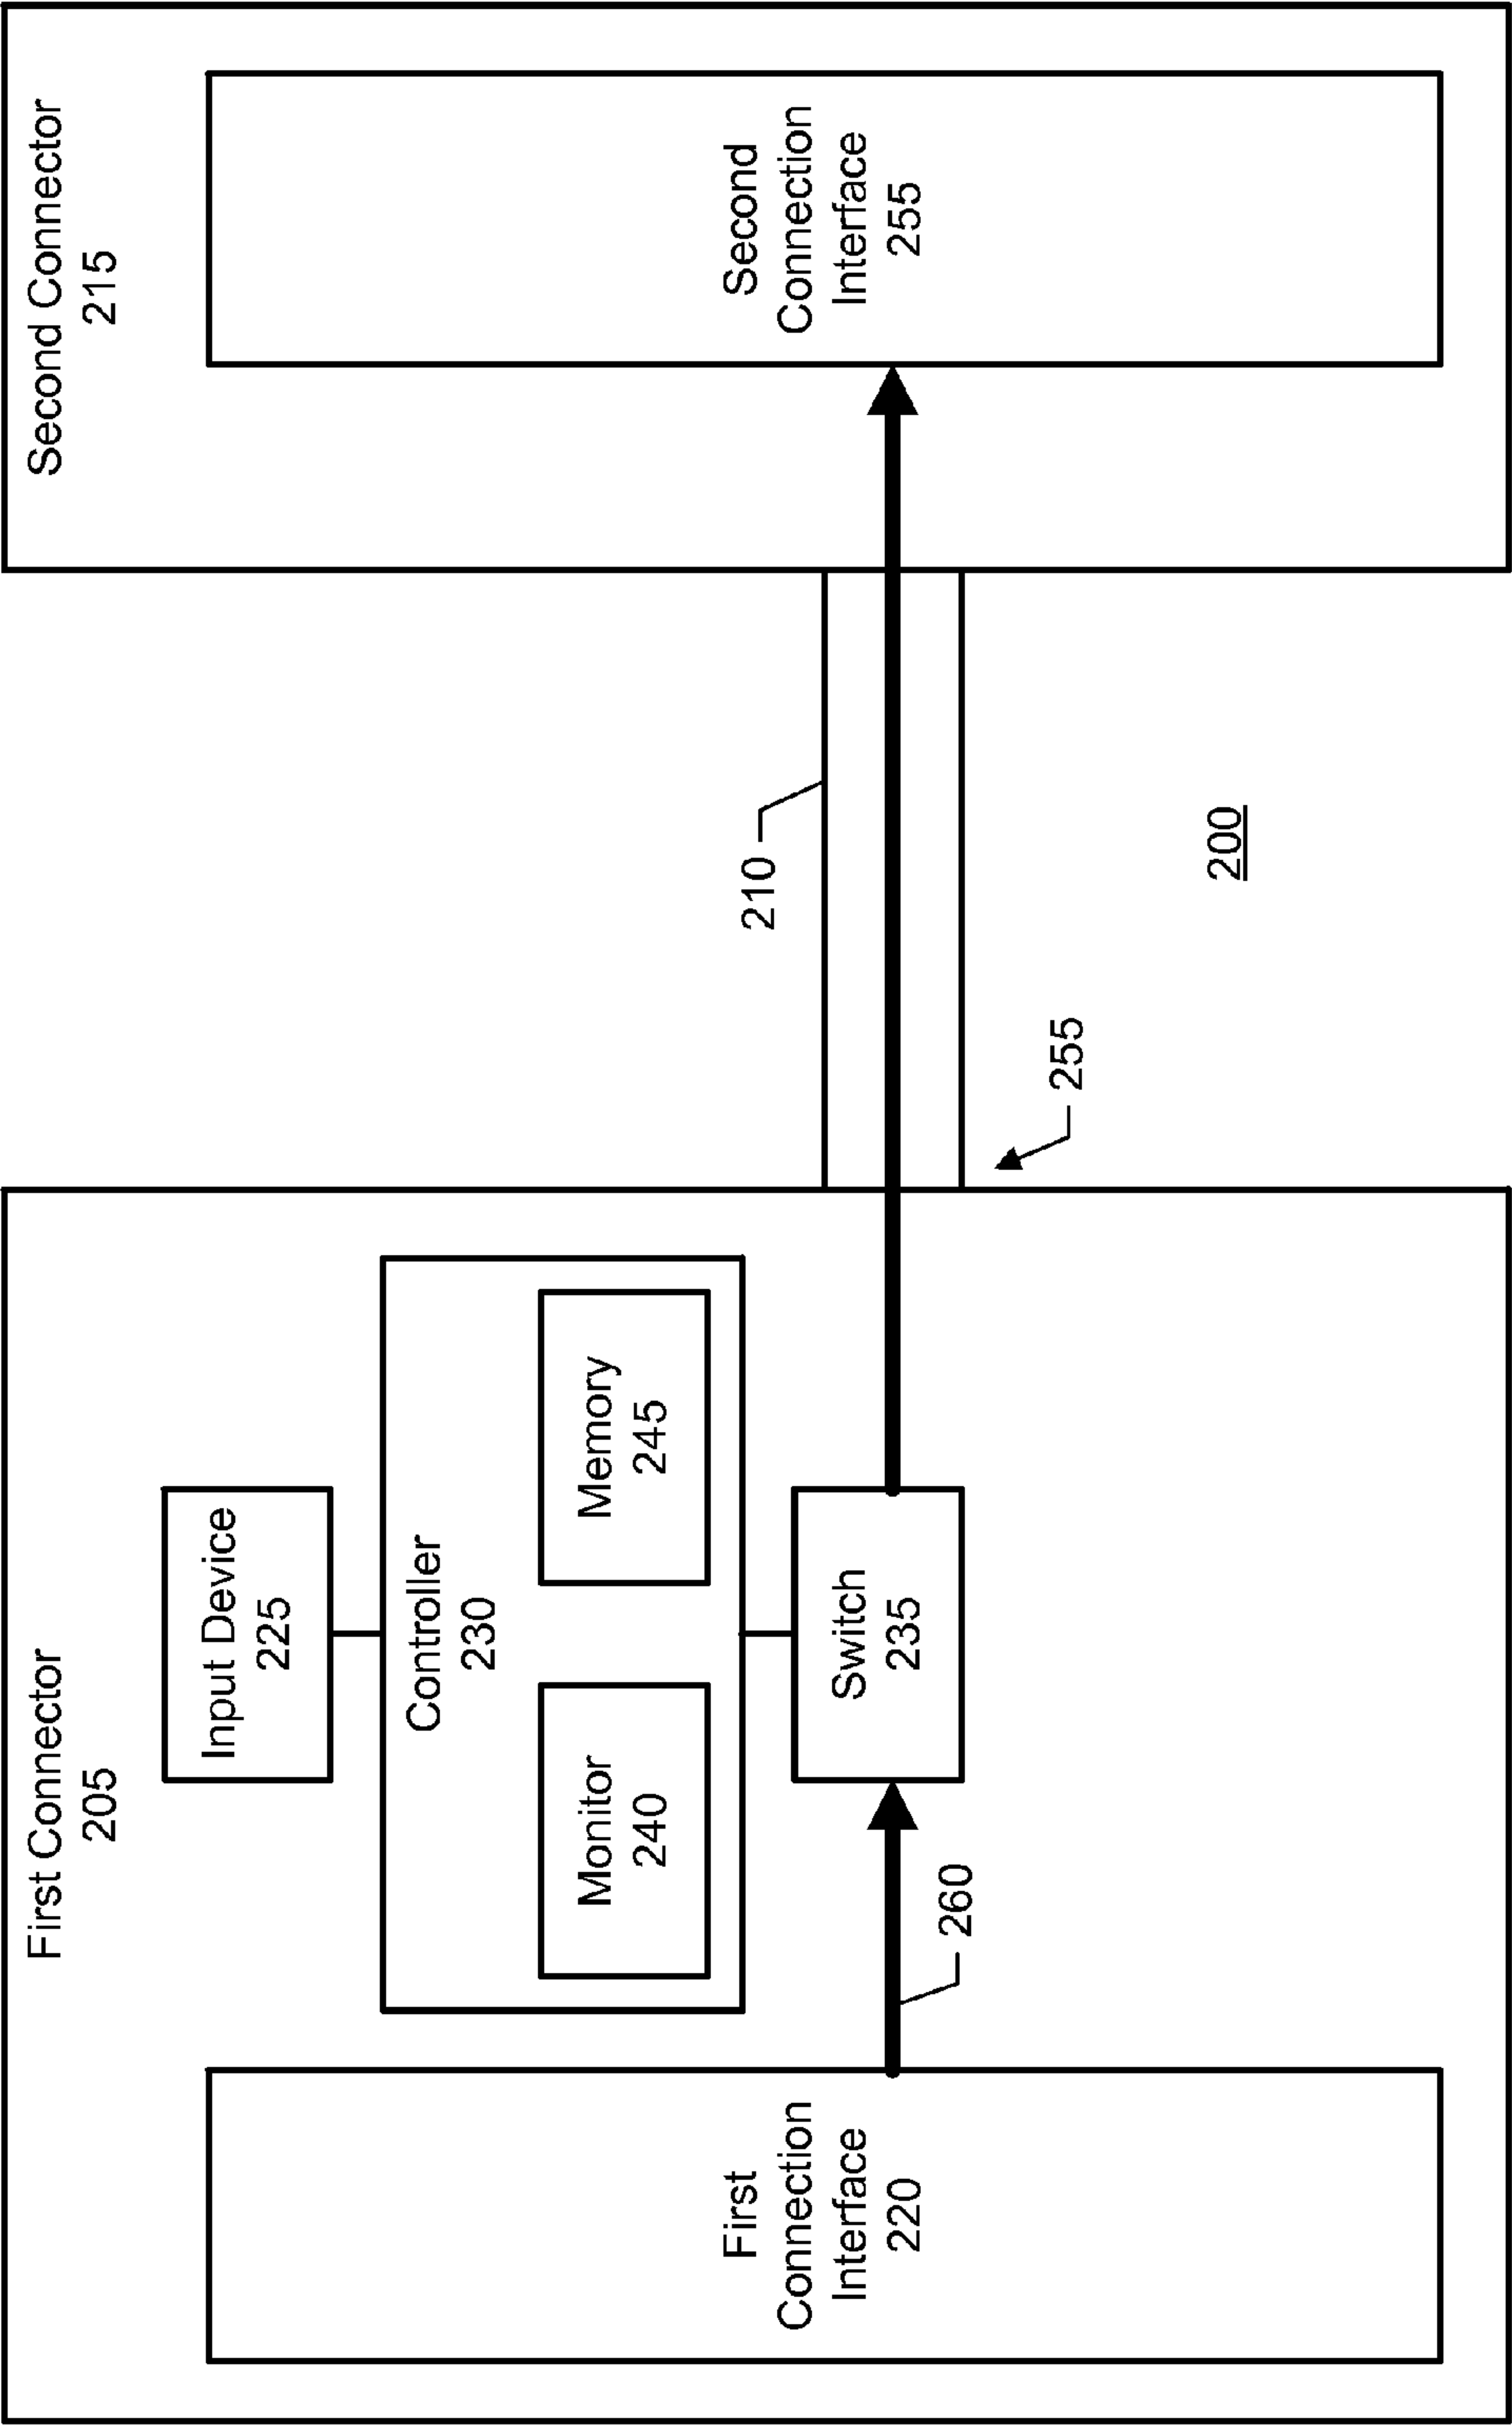 First Connector
205
Input Device
225
Controller
230
Monitor
240
Memory
245
First
Connection
Interface
220
Switch
235
260
255
210
200
Second Connector
215
Second
Connection
Interface
255